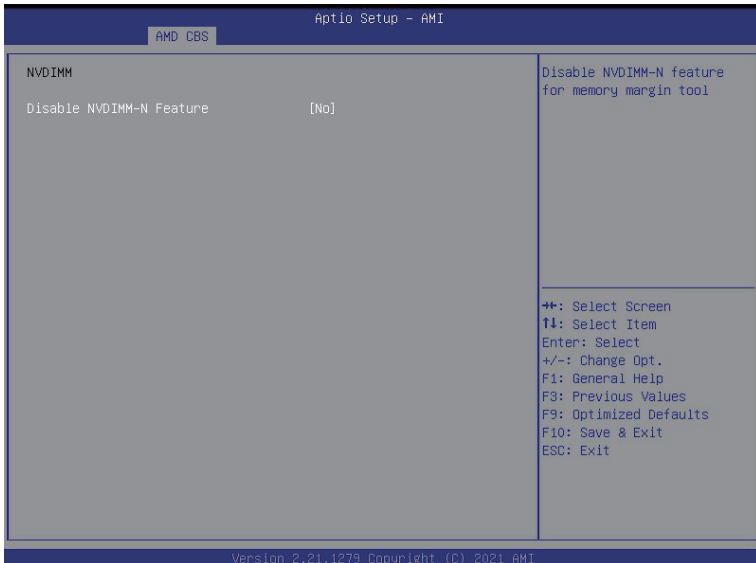 Aptio Setup – AMI
AMD CBS
NVDIMM
Disable NVDIMM-N Feature [No]
Disable NVDIMM-N feature
for memory margin tool
→←: Select Screen
↑↓: Select Item
Enter: Select
+/-: Change Opt.
F1: General Help
F3: Previous Values
F9: Optimized Defaults
F10: Save & Exit
ESC: Exit
Version 2.21.1279 Copyright (C) 2021 AMI